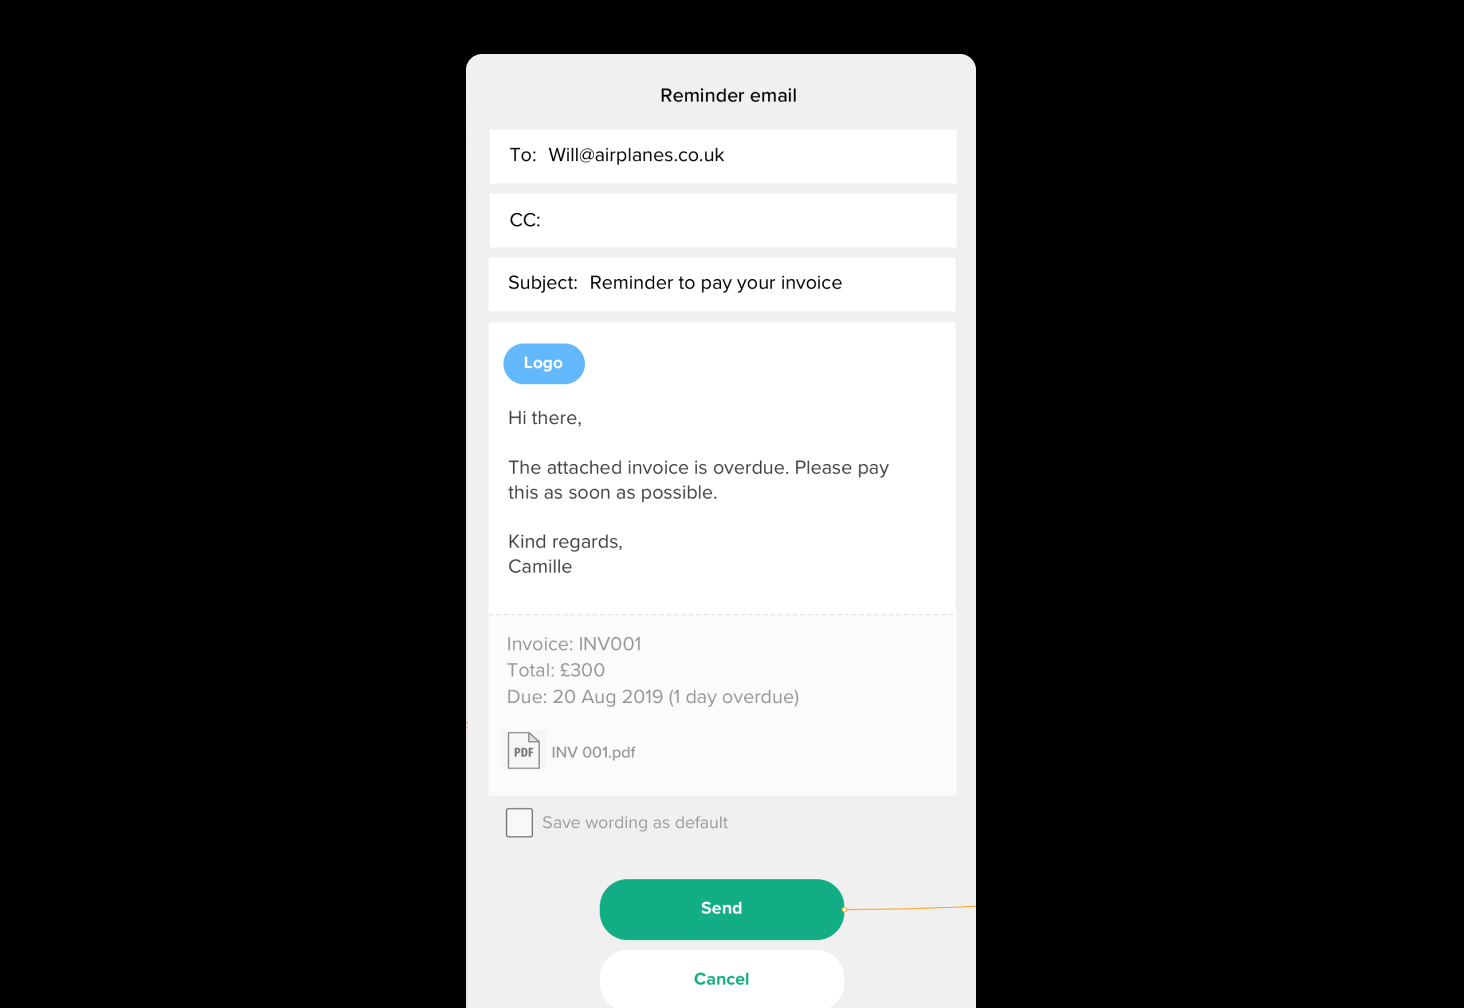 Reminder email
To: Will@airplanes.co.uk
CC:
Subject: Reminder to pay your invoice
Logo
Hi there,
The attached invoice is overdue. Please pay
this as soon as possible.
Kind regards,
Camille
Invoice: INV001
Total: £300
Due: 20 Aug 2019 (1 day overdue)
PDF INV 001.pdf
Save wording as default
Send
Cancel